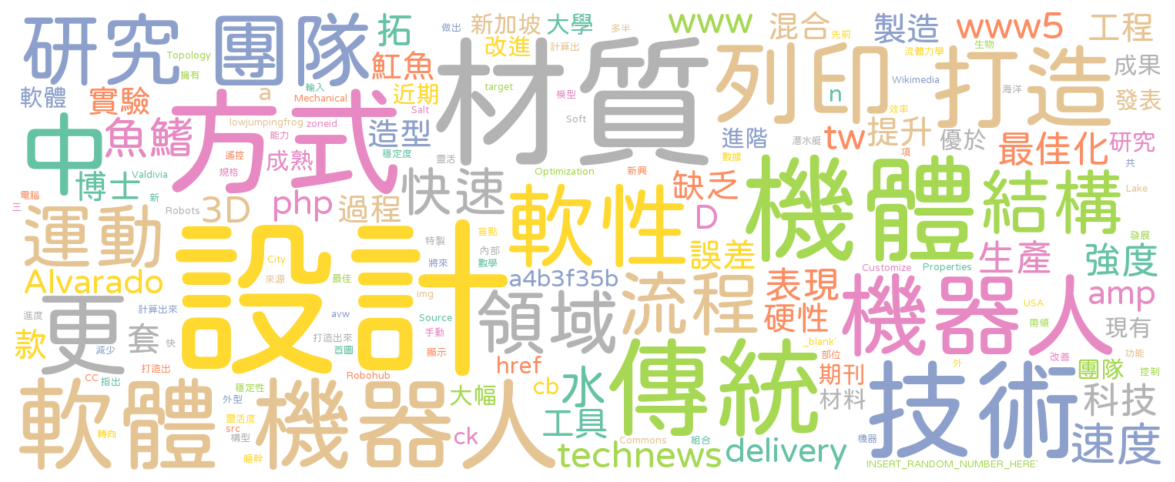 研究團隊
拓
新加坡
大學
www
混合
製造
www5
工程
做出
計算出
多半
先前
生物
流體力學
Topology
擁有
改進
材質
列印
打造
成果
軟體
實驗
輸入
Mechanical
魟魚
近期
target
模型
Wikimedia
海洋
發表
a
n
效率
Salt
Soft
中
魚鰭
方式
lowjumpingfrog
zoneid
能力
造型
進階
tw
提升
優於
最佳化
研究
潛水艇
數據
項
遙控
穩定度
靈活
共
博士
Valdivia
成熟
規格
快速
Optimization
新興
缺乏
機體
結構
Lake
電腦
新
三
Robots
3D
php
過程
軟性
D
發展
運動
設計
特製
盲點
內部
數學
誤差
生產
強度
City
來源
將來
最佳
Customize
Properties
Alvarado
a4b3f35b
表現
機器人
amp
img
更
計算出來
avw
領域
流程
USA
進度
套
快
Source
手動
硬性
帶領
現有
款
減少
打造出來
首圖
顯示
_blank`
部位
改善
功能
cc
指出
打造出
Robohub
href
傳統
期刊
外
團隊
控制
軟體機器人
穩定性
外型
大幅
cb
水
材料
技術
科技
靈活度
src
構型
ck
工具
轉向
軀幹
technews
Commons
組合
delivery
機器
速度
INSERT_RANDOM_NUMBER_HERE`